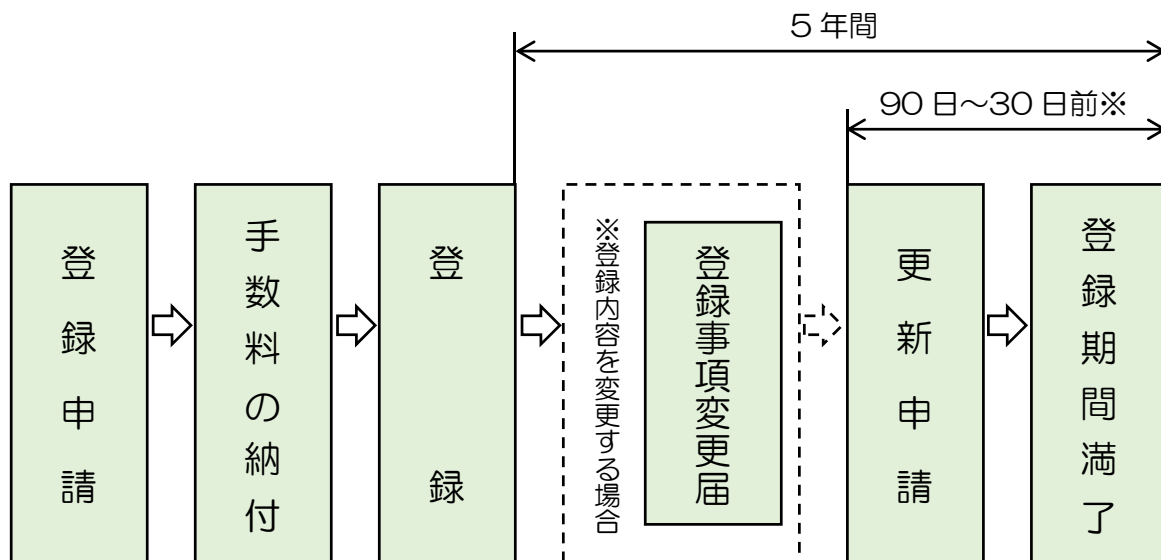 5年間
90日～30日前※
登録申請
手数料の納付
登録
※登録内容を変更する場合
登録事項変更届
更新申請
登録期間満了